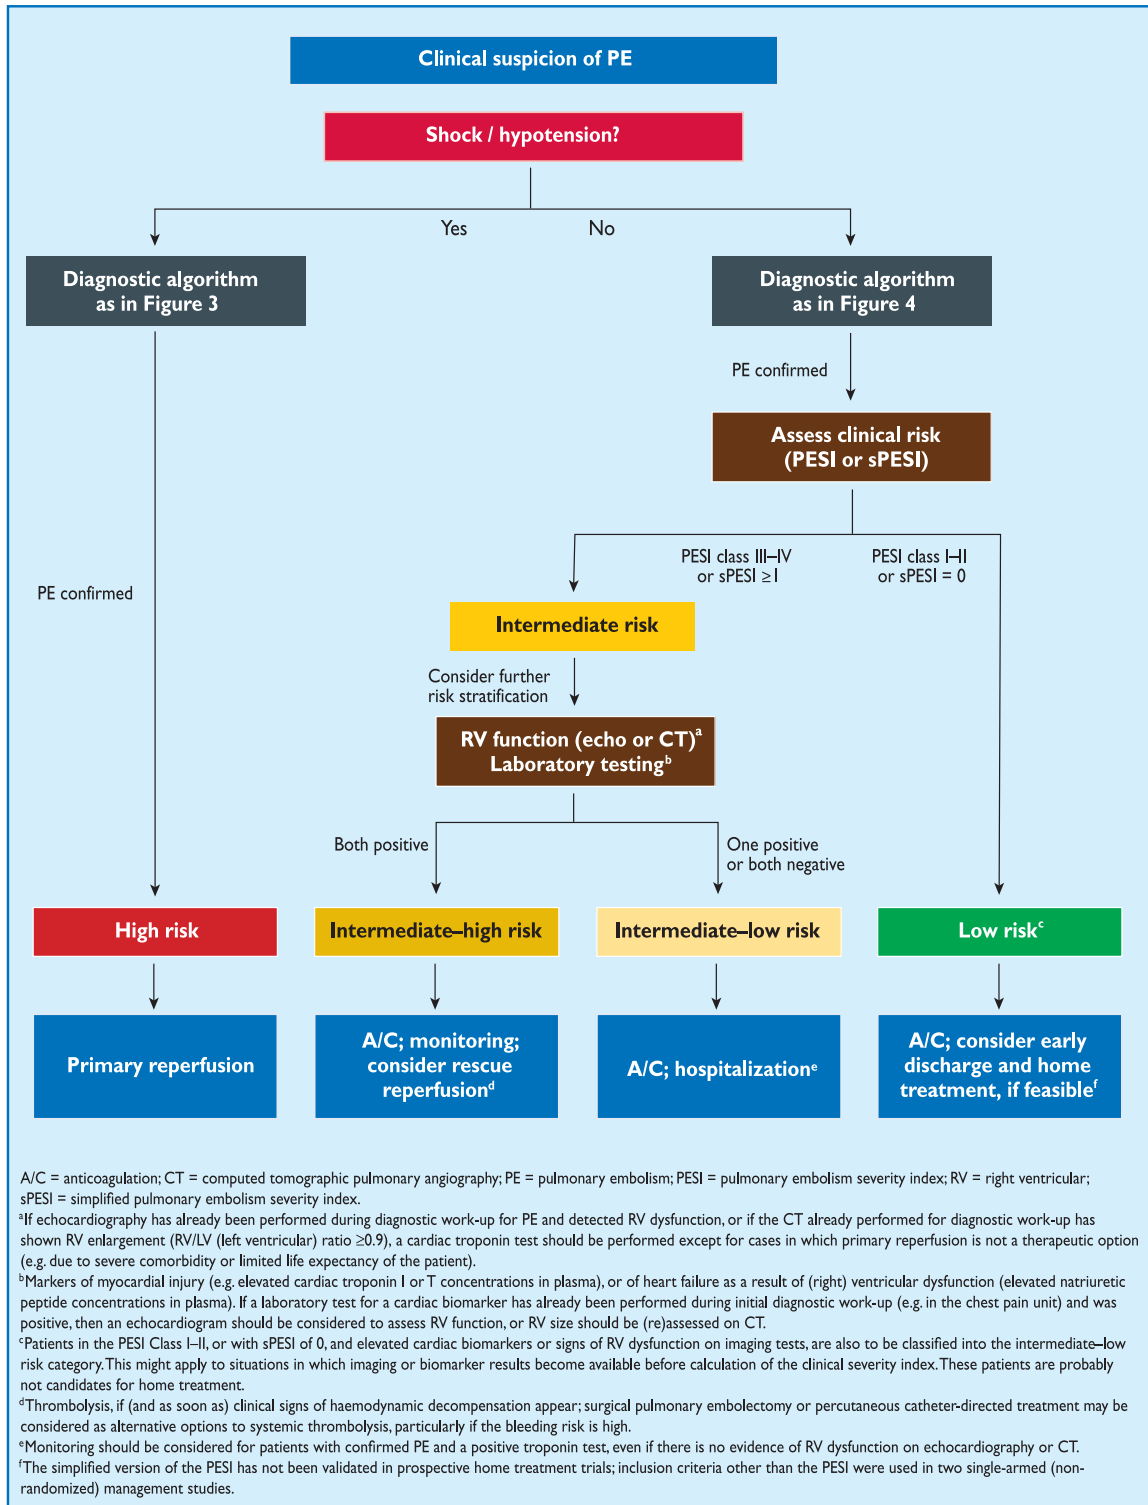 Clinical suspicion of PE
Shock / hypotension?
Yes
No
Diagnostic algorithm
as in Figure 3
Diagnostic algorithm
as in Figure 4
PE confirmed
Assess clinical risk
(PESI or sPESI)
PESI class III–IV
or sPESI ≥ I
PESI class I–II
or sPESI = 0
PE confirmed
Intermediate risk
Consider further
risk stratification
RV function (echo or CT)a
Laboratory testingb
Both positive
One positive
or both negative
High risk
Intermediate–high risk
Intermediate–low risk
Low riskc
Primary reperfusion
A/C; monitoring;
consider rescue
reperfusiond
A/C; hospitalizatione
A/C; consider early
discharge and home
treatment, if feasiblef
A/C = anticoagulation; CT = computed tomographic pulmonary angiography; PE = pulmonary embolism; PESI = pulmonary embolism severity index; RV = right ventricular;
sPESI = simplified pulmonary embolism severity index.
aIf echocardiography has already been performed during diagnostic work-up for PE and detected RV dysfunction, or if the CT already performed for diagnostic work-up has
shown RV enlargement (RV/LV (left ventricular) ratio ≥0.9), a cardiac troponin test should be performed except for cases in which primary reperfusion is not a therapeutic option
(e.g. due to severe comorbidity or limited life expectancy of the patient).
bMarkers of myocardial injury (e.g. elevated cardiac troponin I or T concentrations in plasma), or of heart failure as a result of (right) ventricular dysfunction (elevated natriuretic
peptide concentrations in plasma). If a laboratory test for a cardiac biomarker has already been performed during initial diagnostic work-up (e.g. in the chest pain unit) and was
positive, then an echocardiogram should be considered to assess RV function, or RV size should be (re)assessed on CT.
cPatients in the PESI Class I–II, or with sPESI of 0, and elevated cardiac biomarkers or signs of RV dysfunction on imaging tests, are also to be classified into the intermediate–low
risk category. This might apply to situations in which imaging or biomarker results become available before calculation of the clinical severity index. These patients are probably
not candidates for home treatment.
dThrombolysis, if (and as soon as) clinical signs of haemodynamic decompensation appear; surgical pulmonary embolectomy or percutaneous catheter-directed treatment may be
considered as alternative options to systemic thrombolysis, particularly if the bleeding risk is high.
eMonitoring should be considered for patients with confirmed PE and a positive troponin test, even if there is no evidence of RV dysfunction on echocardiography or CT.
fThe simplified version of the PESI has not been validated in prospective home treatment trials; inclusion criteria other than the PESI were used in two single-armed (non-
randomized) management studies.